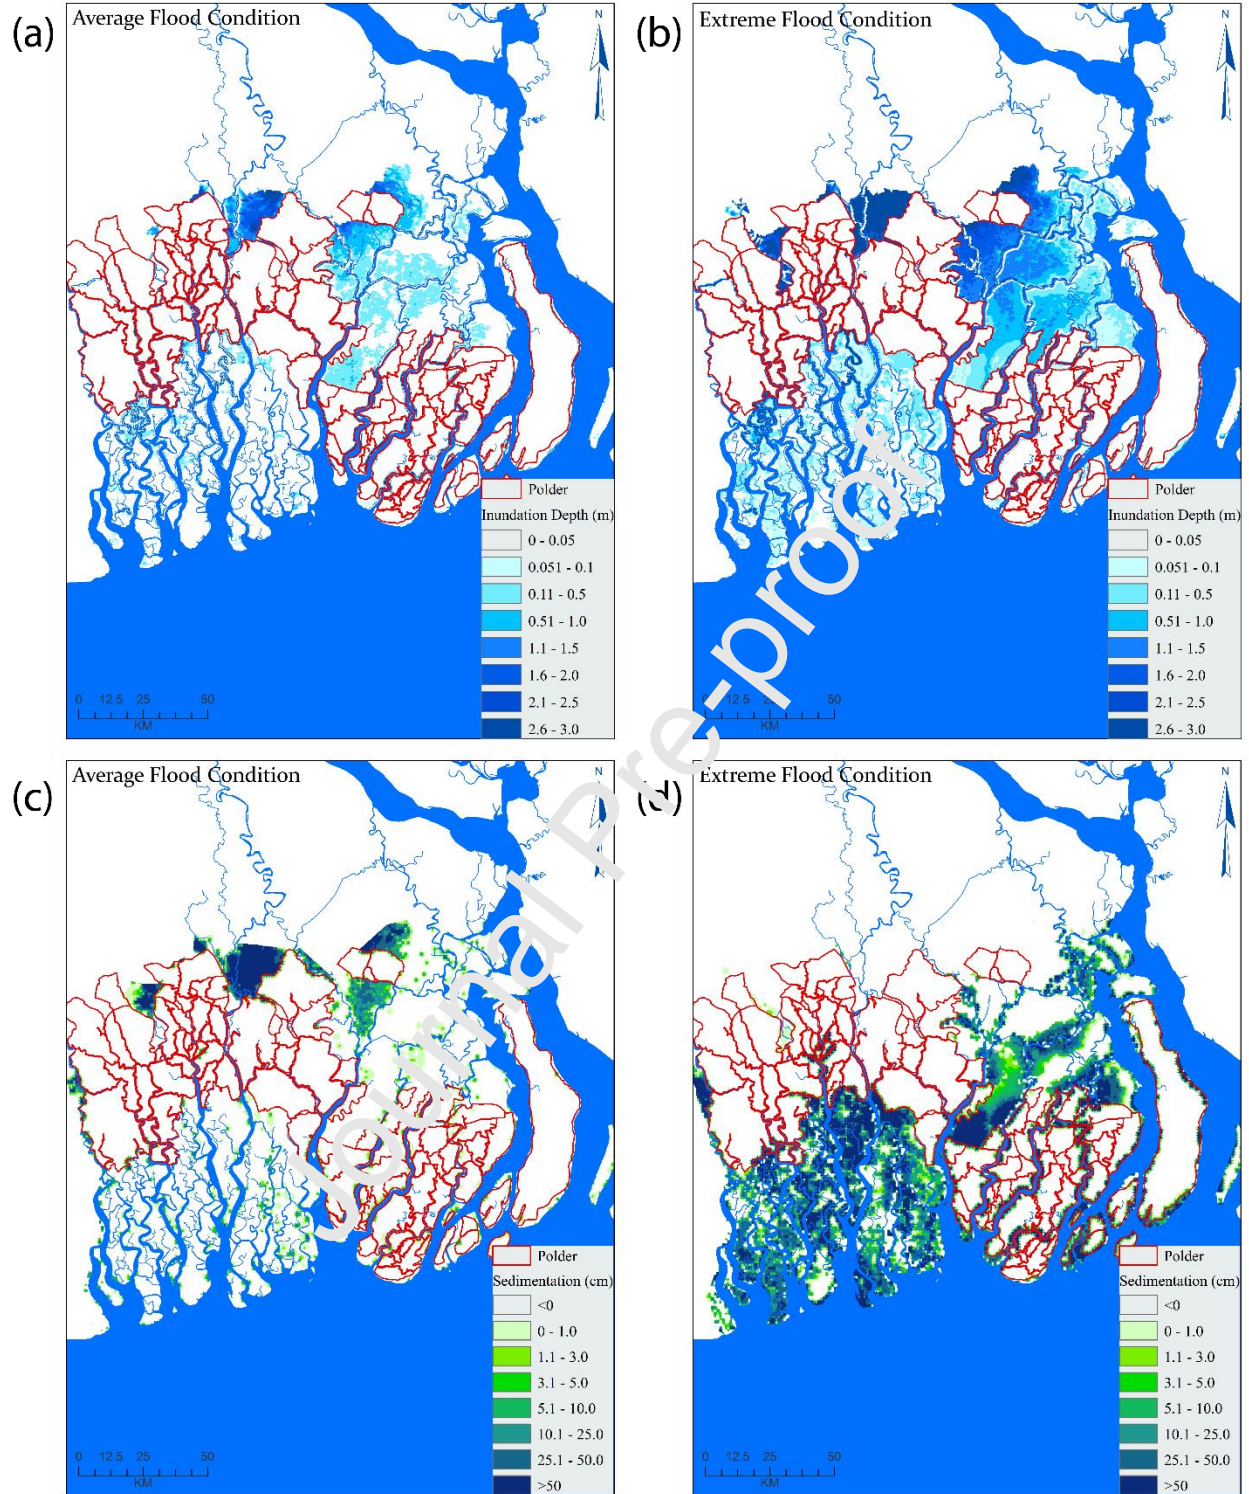 (a)
Average Flood Condition
N
Polder
Inundation Depth (m)
0 - 0.05
0.051 - 0.1
0.11 - 0.5
0.51 - 1.0
1.1 - 1.5
1.6 - 2.0
2.1 - 2.5
2.6 - 3.0
0 12.5 25 50
KM
(b)
Extreme Flood Condition
N
Polder
Inundation Depth (m)
0 - 0.05
0.051 - 0.1
0.11 - 0.5
0.51 - 1.0
1.1 - 1.5
1.6 - 2.0
2.1 - 2.5
2.6 - 3.0
0 12.5 25 50
KM
Journal Pre-proof
(c)
Average Flood Condition
N
Polder
Sedimentation (cm)
<0
0 - 1.0
1.1 - 3.0
3.1 - 5.0
5.1 - 10.0
10.1 - 25.0
25.1 - 50.0
>50
0 12.5 25 50
KM
(d)
Extreme Flood Condition
N
Polder
Sedimentation (cm)
<0
0 - 1.0
1.1 - 3.0
3.1 - 5.0
5.1 - 10.0
10.1 - 25.0
25.1 - 50.0
>50
0 12.5 25 50
KM